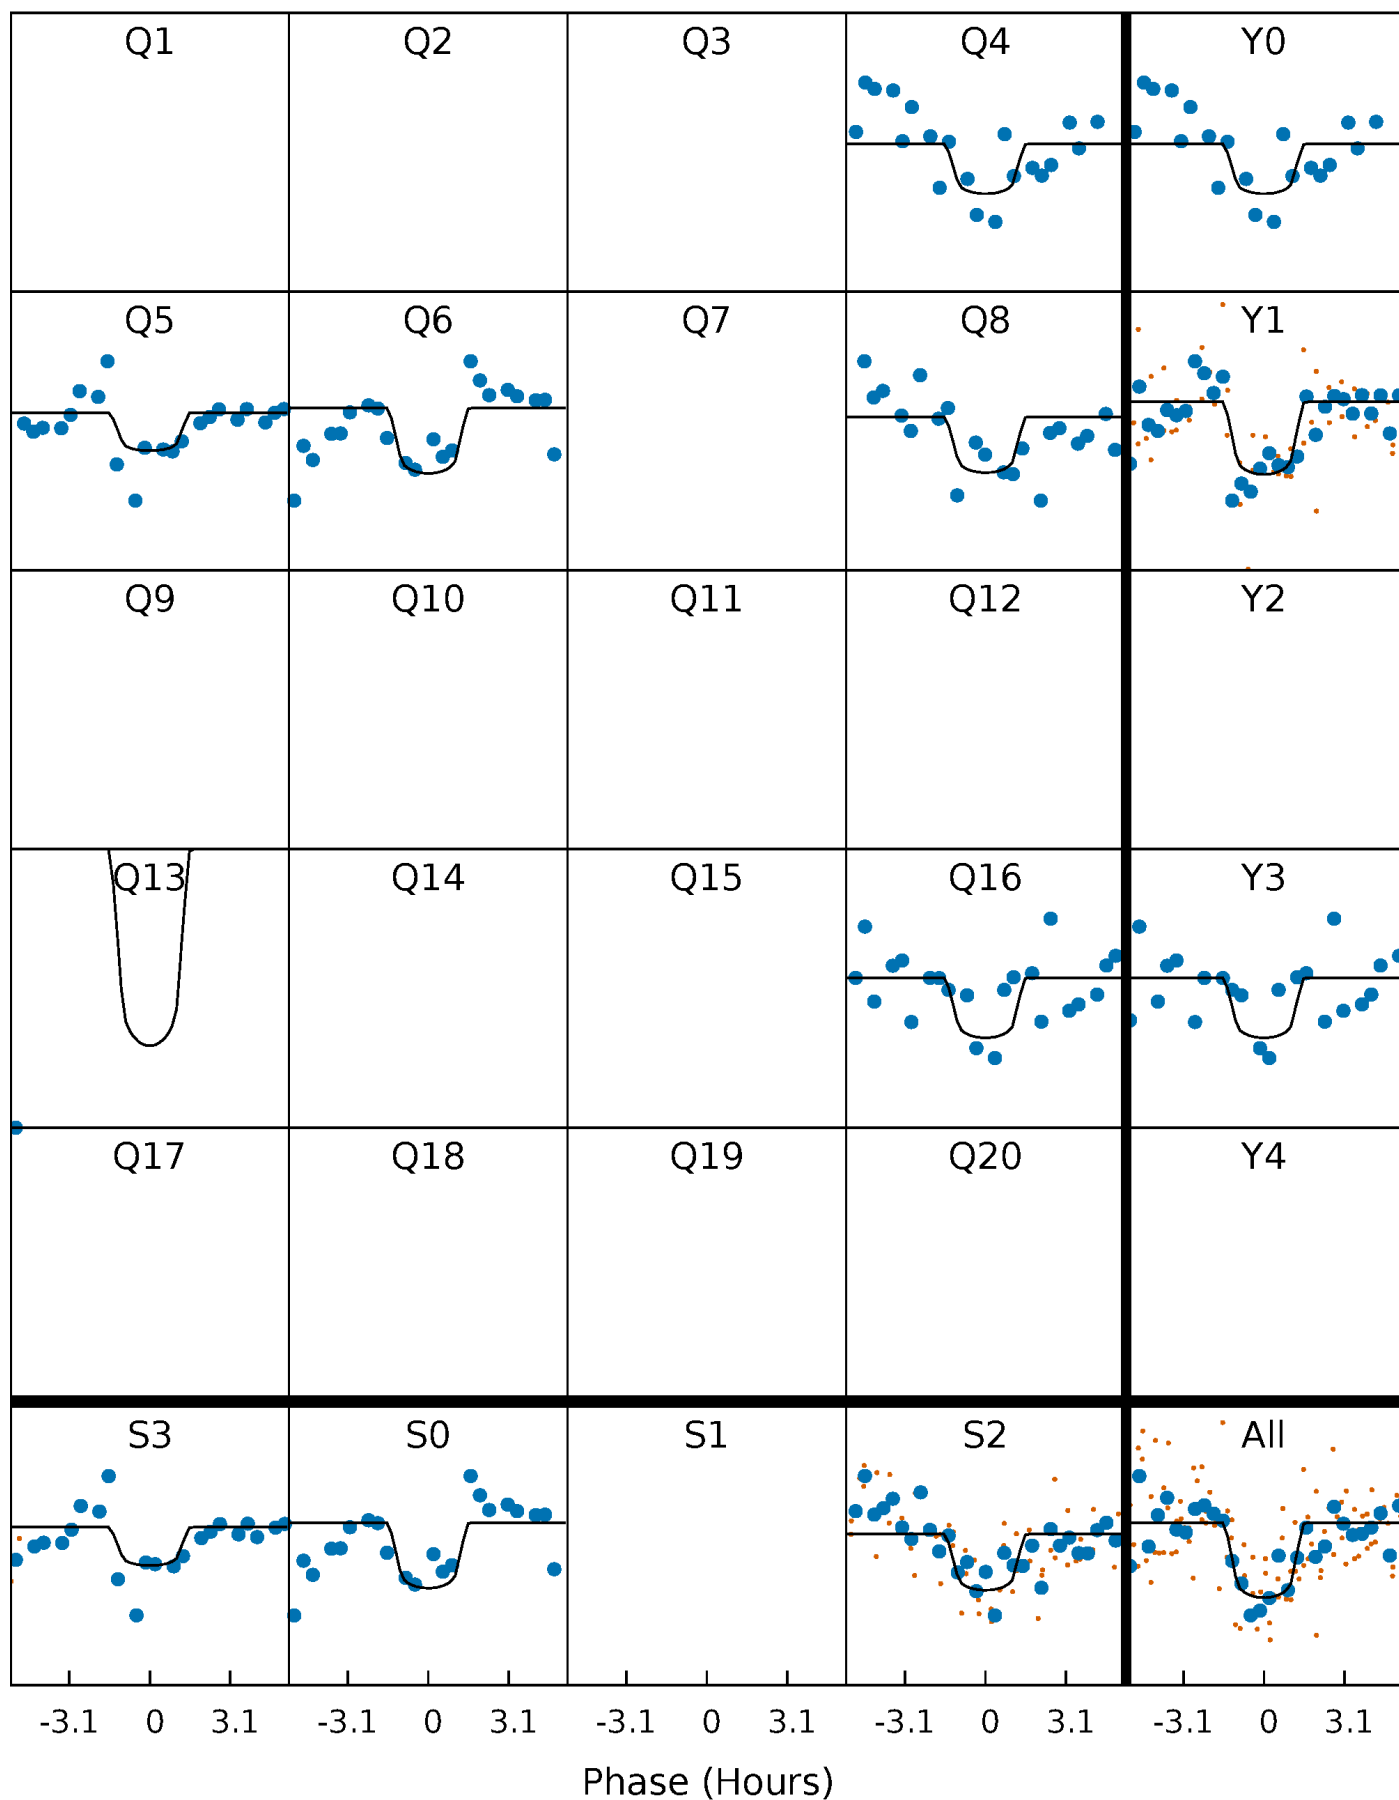 Q1 Q2 Q3 Q4 Y0
Q5 Q6 Q7 Q8 Y1
Q9 Q10 Q11 Q12 Y2
Q13 Q14 Q15 Q16 Y3
Q17 Q18 Q19 Q20 Y4
S3 S0 S1 S2 All
-3.1 0 3.1 -3.1 0 3.1 -3.1 0 3.1 -3.1 0 3.1 -3.1 0 3.1
Phase (Hours)